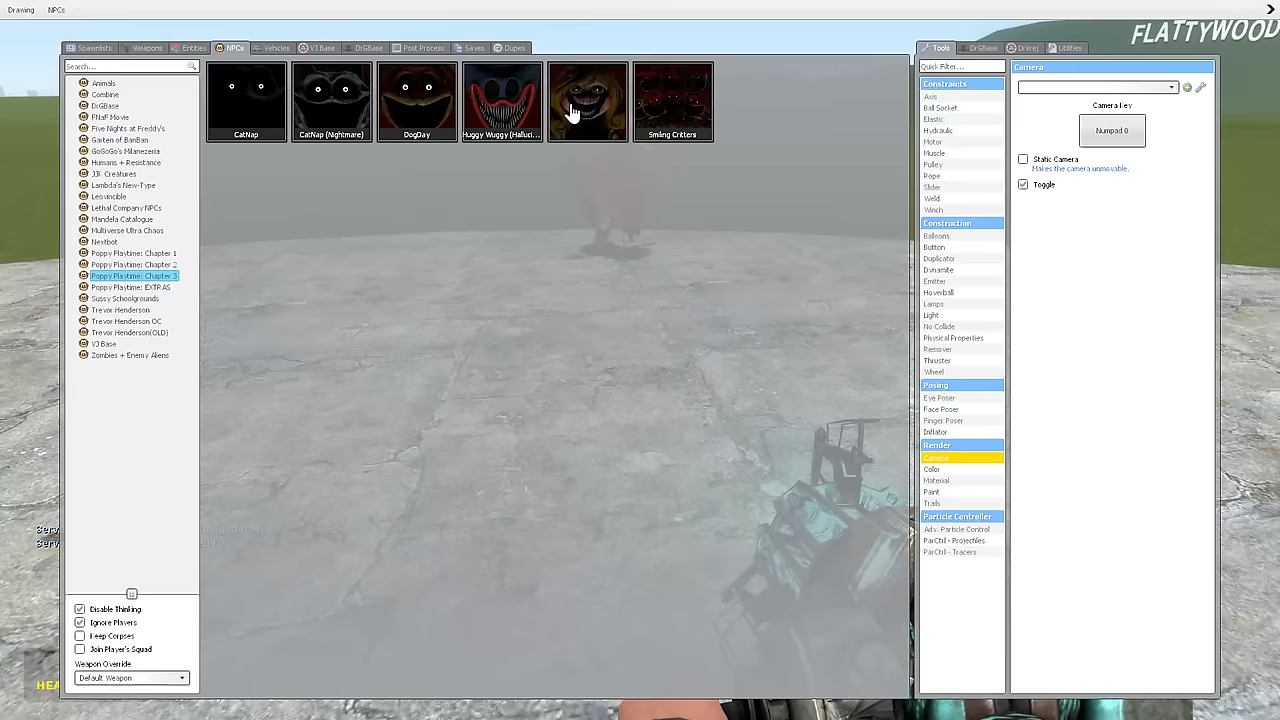 Drawing NPCs
FLATTYWOOD
Spawnlists Weapons Entities NPCs Vehicles VJ Base DrGBase Post Process Saves Dupes
Search...
Animals
Combine
DrGBase
FNaF Movie
Five Nights at Freddy's
Garten of BanBan
GoGoGo's Milanezeria
Humans + Resistance
JJK Creatures
Lambda's New-Type
Leovincible
Lethal Company NPCs
Mandela Catalogue
Multiverse Ultra Chaos
Nextbot
Poppy Playtime: Chapter 1
Poppy Playtime: Chapter 2
Poppy Playtime: Chapter 3
Poppy Playtime: EXTRAS
Sussy Schoolgrounds
Trevor Henderson
Trevor Henderson OC
Trevor Henderson(OLD)
VJ Base
Zombies + Enemy Aliens
CatNap
CatNap (Nightmare)
DogDay
Huggy Wuggy (Halluci...
Smiling Critters
Disable Thinking
Ignore Players
Keep Corpses
Join Player's Squad
Weapon Override
Default Weapon
Serv
Serv
HEA
Tools DrGBase Drivrej Utilities
Quick Filter...
Constraints
Axis
Ball Socket
Elastic
Hydraulic
Motor
Muscle
Pulley
Rope
Slider
Weld
Winch
Construction
Balloons
Button
Duplicator
Dynamite
Emitter
Hoverball
Lamps
Light
No Collide
Physical Properties
Remover
Thruster
Wheel
Posing
Eye Poser
Face Poser
Finger Poser
Inflator
Render
Camera
Color
Material
Paint
Trails
Particle Controller
Adv. Particle Control
ParCtrl - Projectiles
ParCtrl - Tracers
Camera
Camera Key
Numpad 0
Static Camera
Makes the camera unmovable.
Toggle